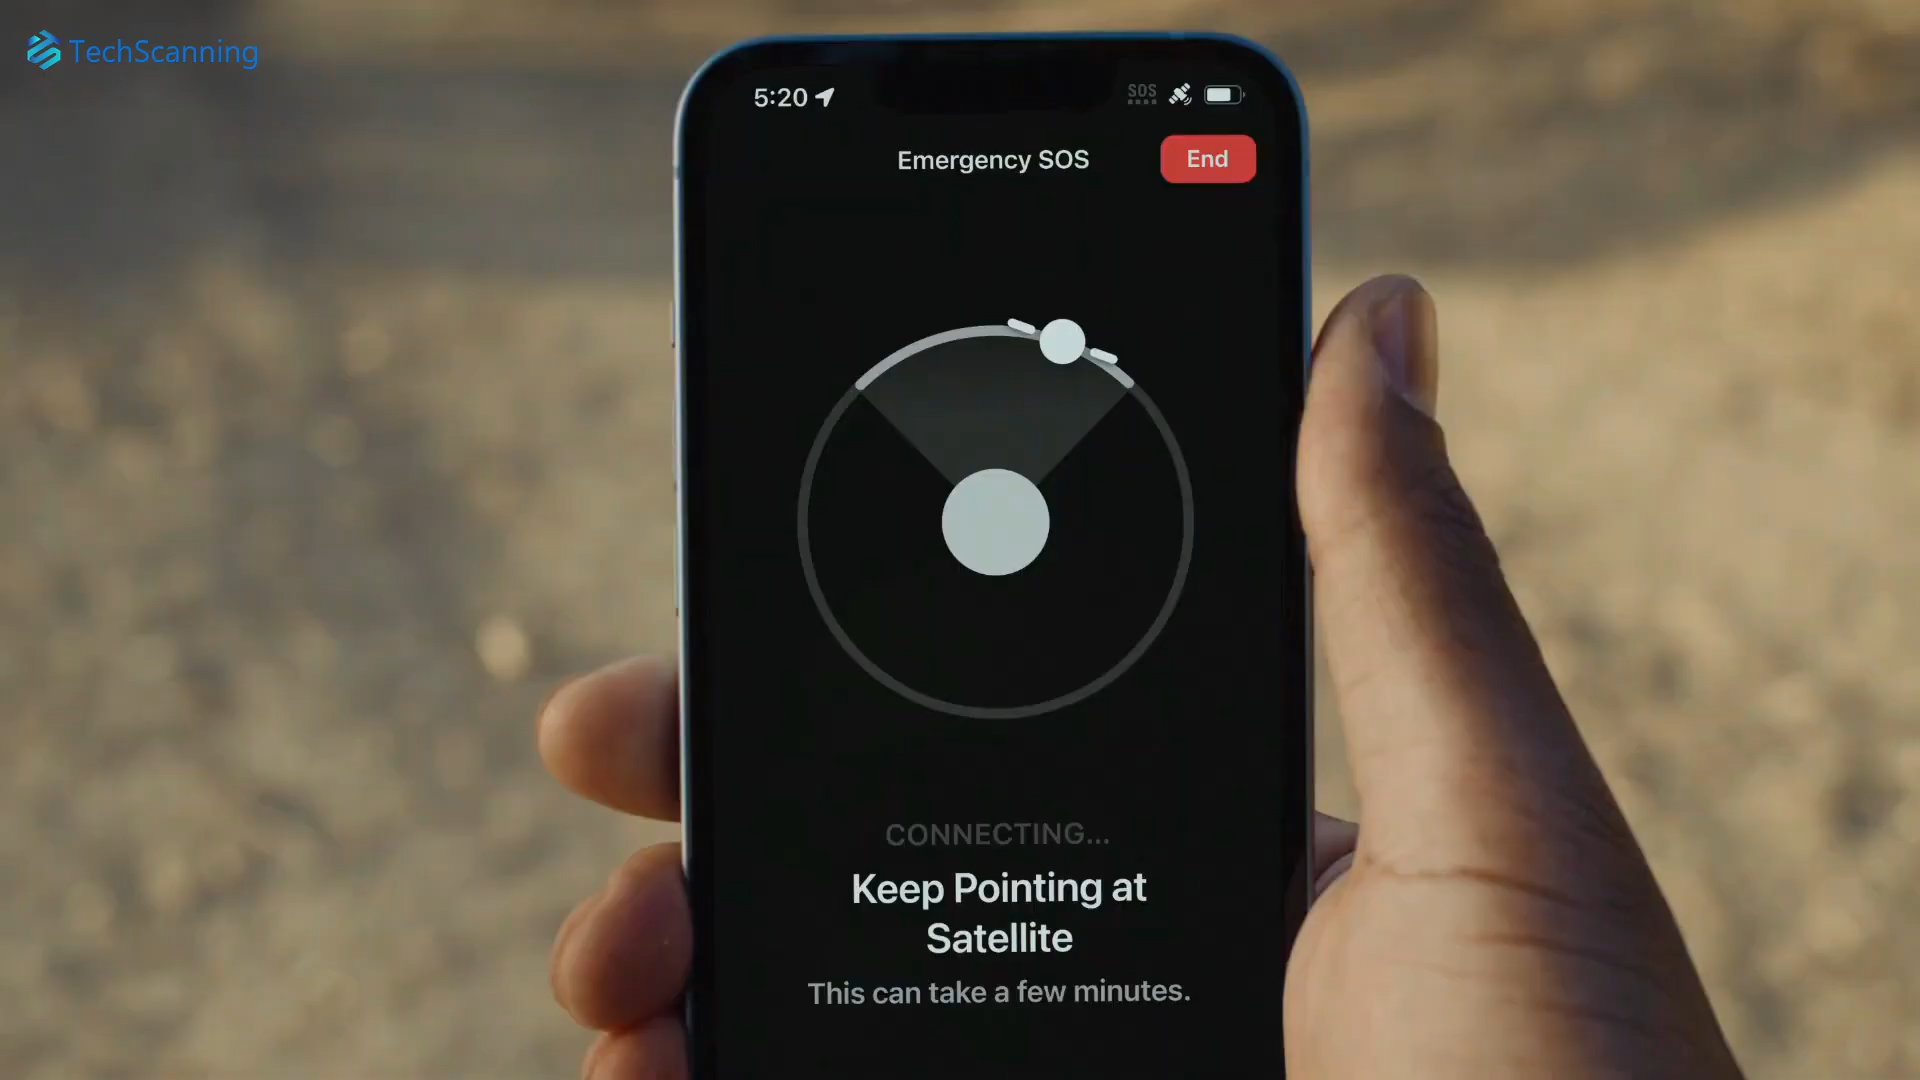 TechScanning
5:20
SOS
Emergency SOS
End
CONNECTING...
Keep Pointing at
Satellite
This can take a few minutes.